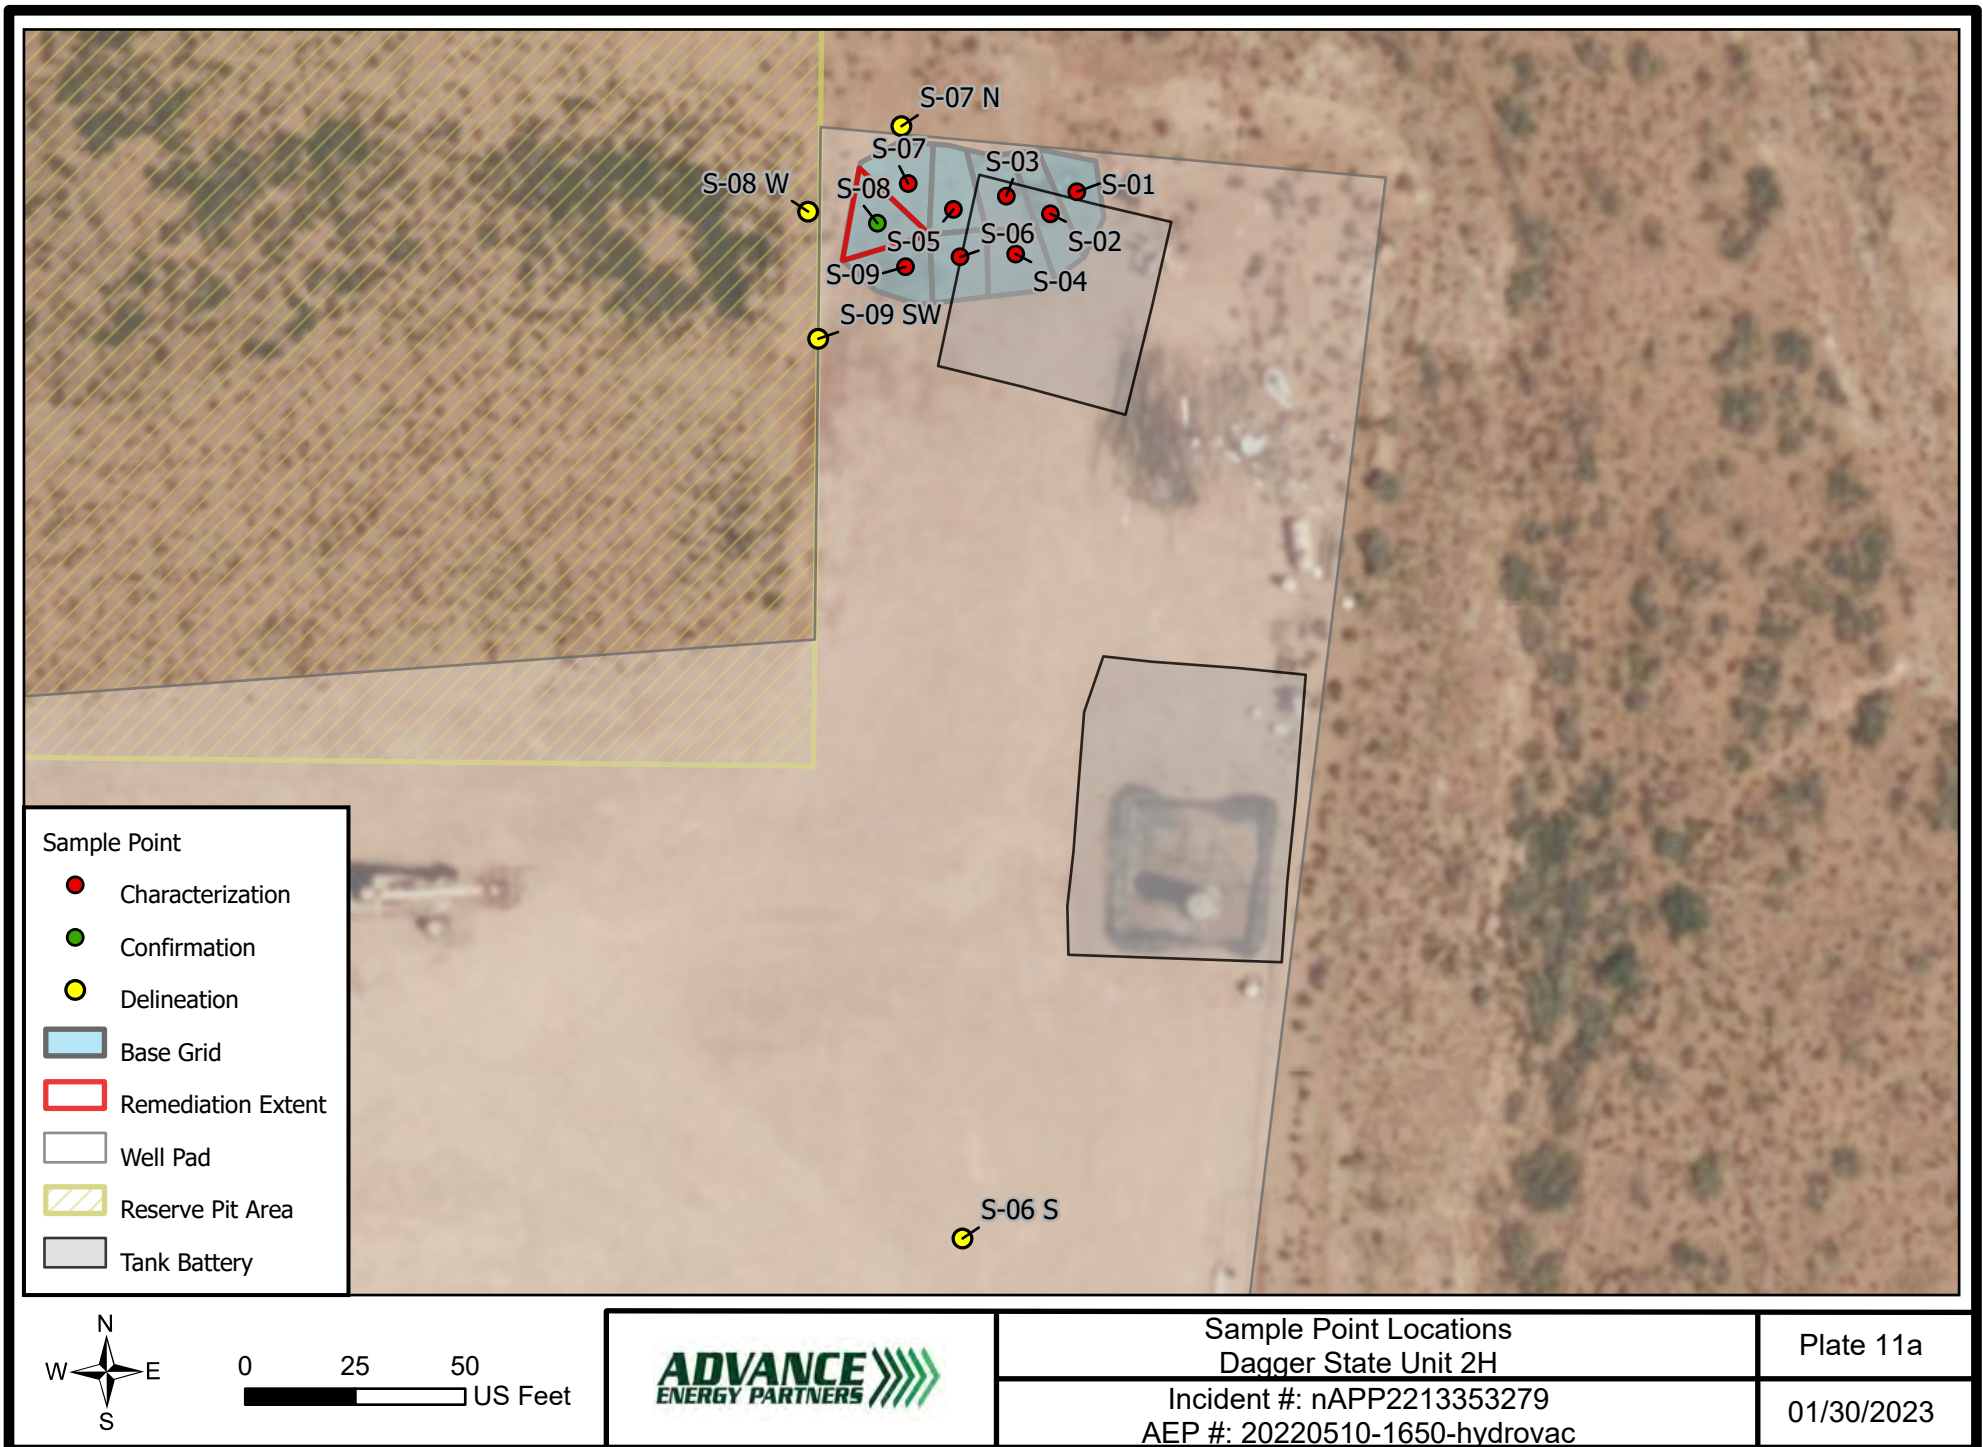 S-07 N
S-07
S-03
S-08 W
S-08
S-01
S-05
S-06
S-02
S-09
S-04
S-09 SW
S-06 S
Sample Point
Characterization
Confirmation
Delineation
Base Grid
Remediation Extent
Well Pad
Reserve Pit Area
Tank Battery
N
W
E
S
0 25 50
US Feet
ADVANCE
ENERGY PARTNERS
Sample Point Locations
Dagger State Unit 2H
Incident #: nAPP2213353279
AEP #: 20220510-1650-hydrovac
Plate 11a
01/30/2023